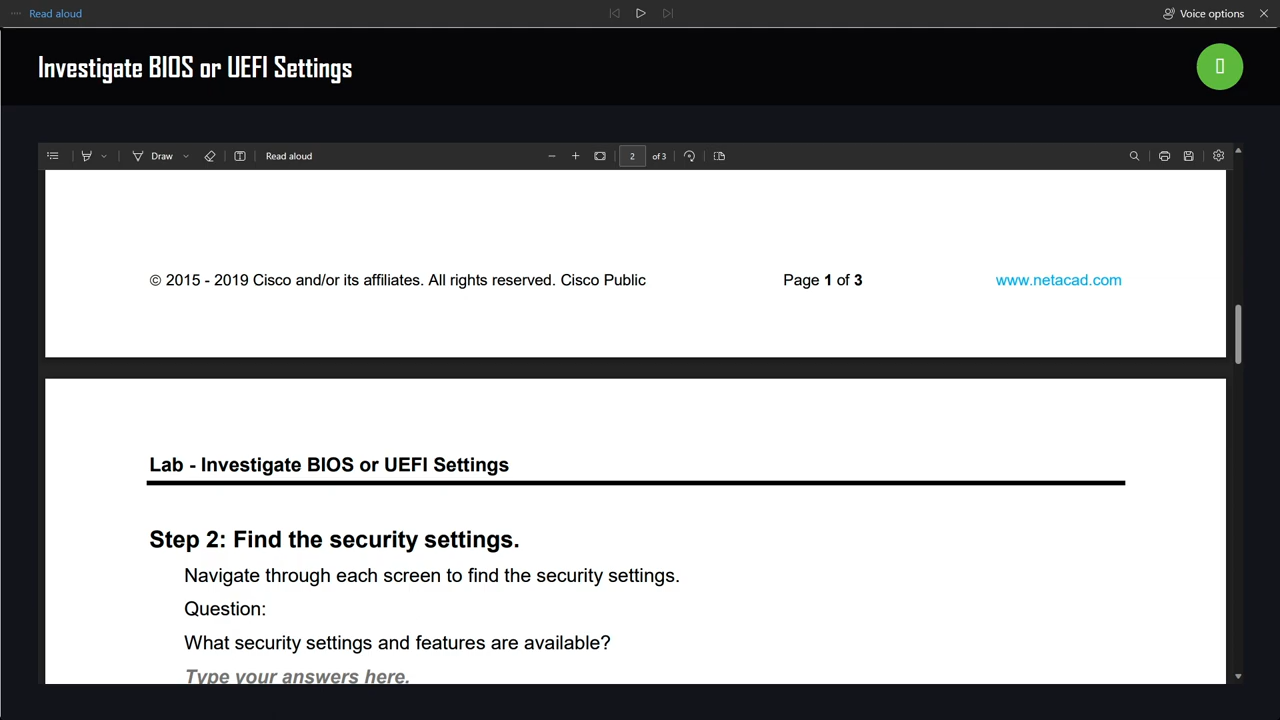 Read aloud
Voice options
Investigate BIOS or UEFI Settings
Draw
Read aloud
2 of 3
© 2015 - 2019 Cisco and/or its affiliates. All rights reserved. Cisco Public Page 1 of 3 www.netacad.com
Lab - Investigate BIOS or UEFI Settings
Step 2: Find the security settings.
Navigate through each screen to find the security settings.
Question:
What security settings and features are available?
Type your answers here.